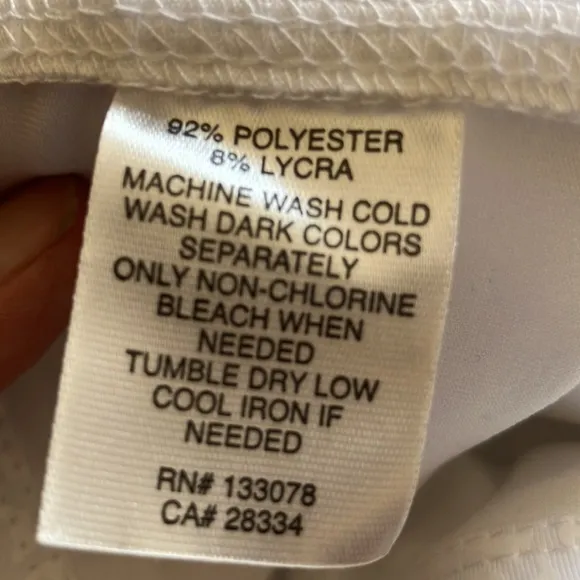 92% POLYESTER
8% LYCRA
MACHINE WASH COLD
WASH DARK COLORS
SEPARATELY
ONLY NON-CHLORINE
BLEACH WHEN
NEEDED
TUMBLE DRY LOW
COOL IRON IF
NEEDED
RN# 133078
CA# 28334